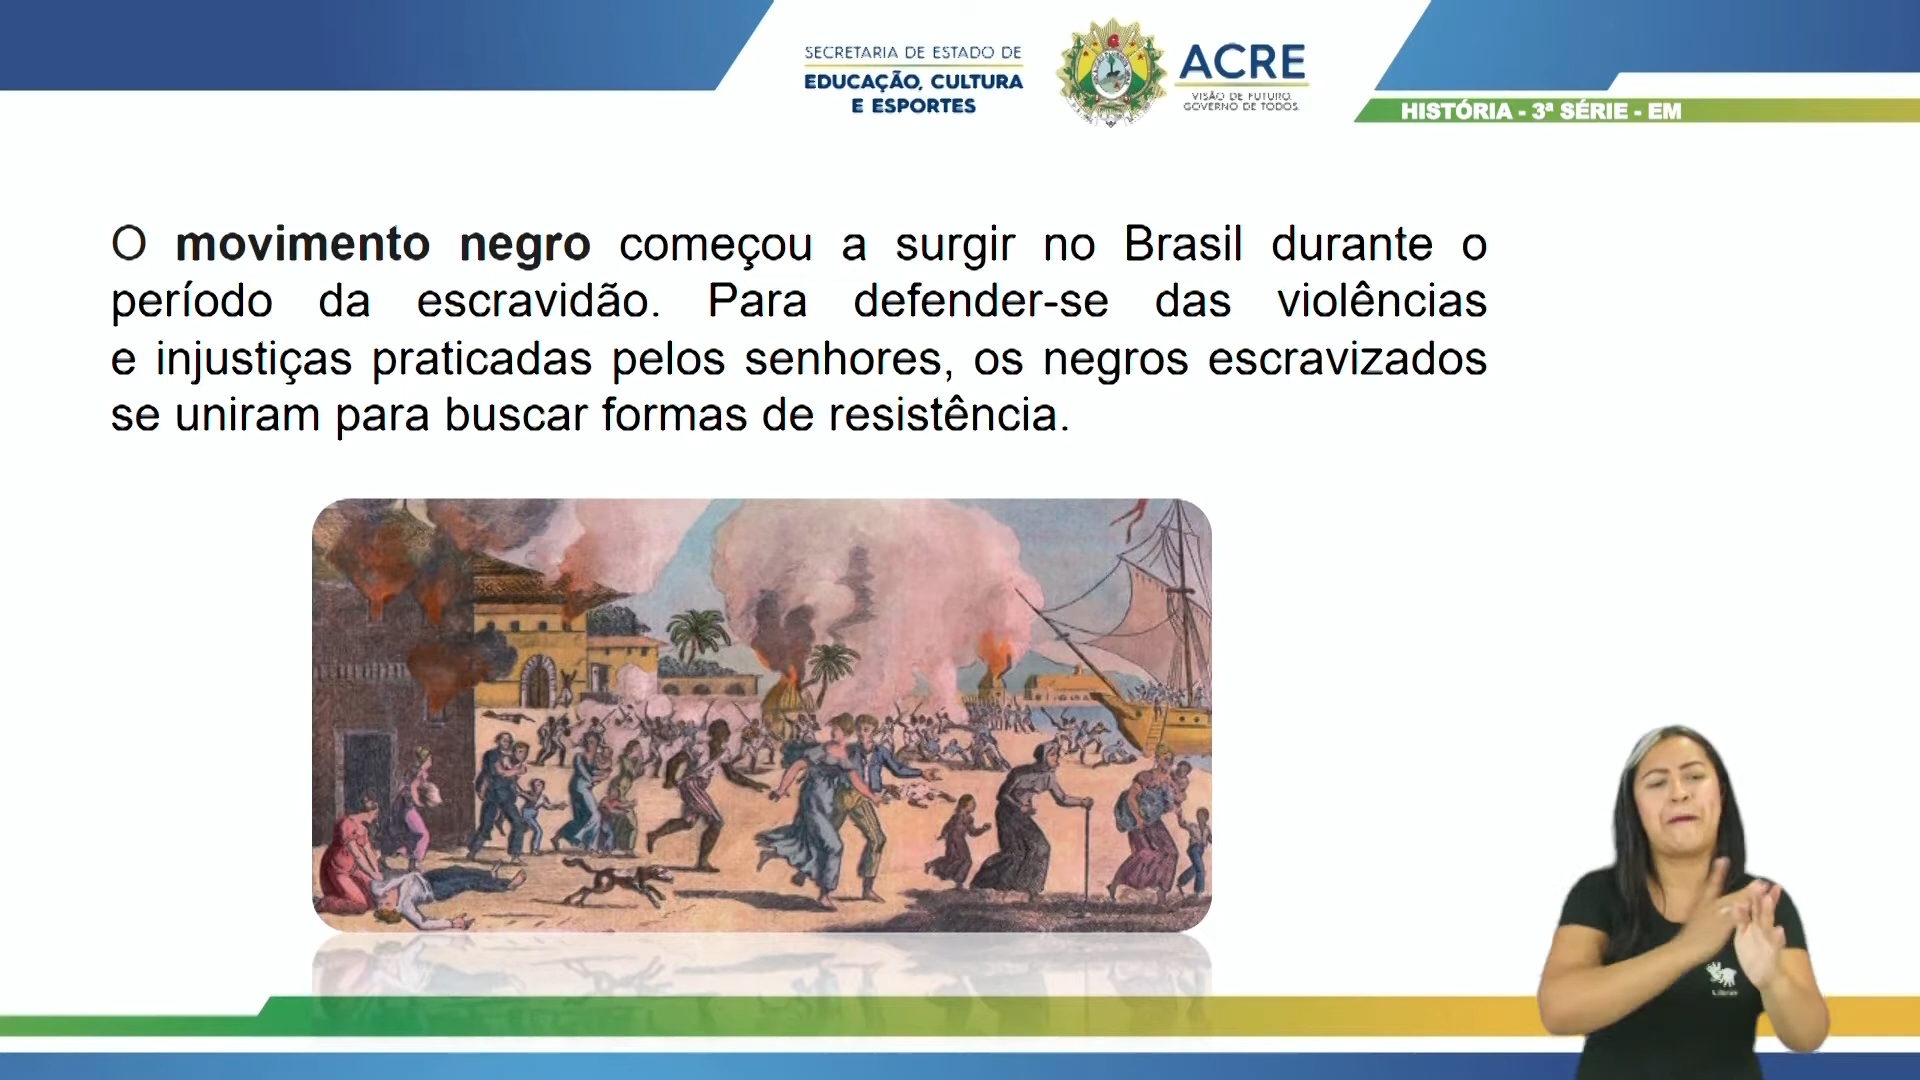 SECRETARIA DE ESTADO DE
EDUCAÇÃO, CULTURA
E ESPORTES
ACRE
VISÃO DE FUTURO.
GOVERNO DE TODOS.
HISTÓRIA - 3ª SÉRIE - EM
O movimento negro começou a surgir no Brasil durante o
período da escravidão. Para defender-se das violências
e injustiças praticadas pelos senhores, os negros escravizados
se uniram para buscar formas de resistência.
Libras